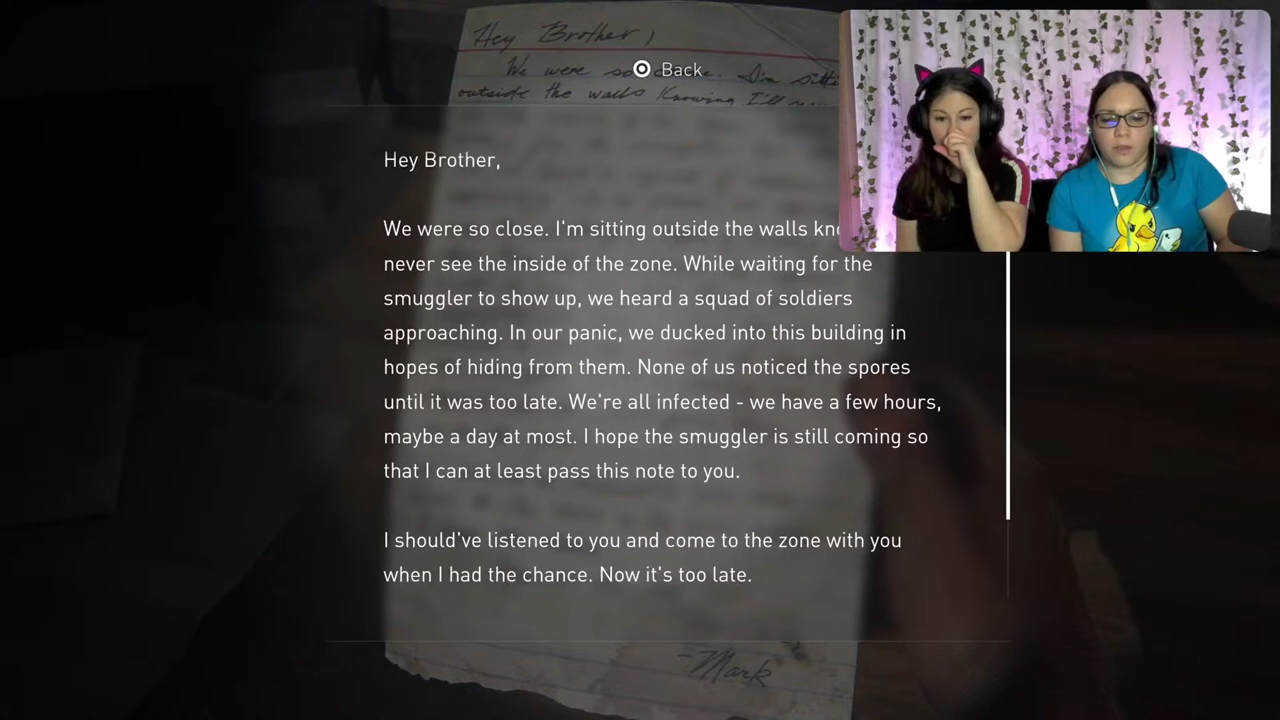 Hey Brother,
We were so
outside the walls Knowing I'll
Back
Hey Brother,
We were so close. I'm sitting outside the walls
never see the inside of the zone. While waiting for the
smuggler to show up, we heard a squad of soldiers
approaching. In our panic, we ducked into this building in
hopes of hiding from them. None of us noticed the spores
until it was too late. We're all infected - we have a few hours,
maybe a day at most. I hope the smuggler is still coming so
that I can at least pass this note to you.
I should've listened to you and come to the zone with you
when I had the chance. Now it's too late.
-Mark